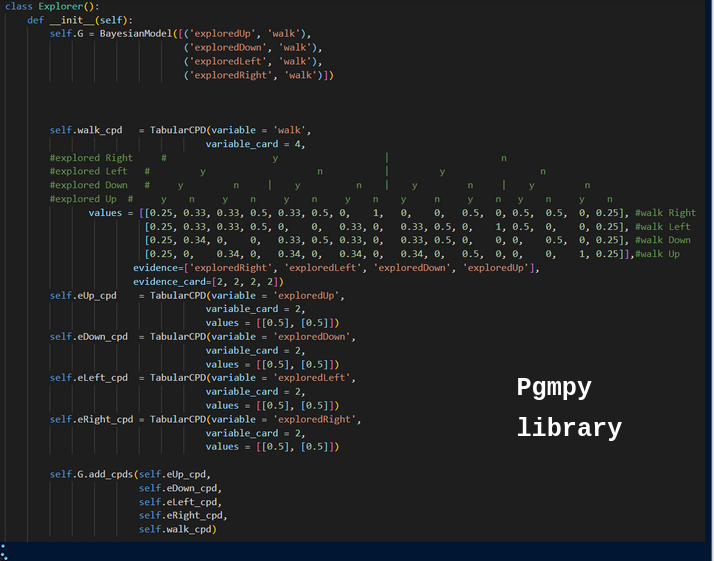 class Explorer():
def __init__(self):
self.G = BayesianModel([('exploredUp', 'walk'),
('exploredDown', 'walk'),
('exploredLeft', 'walk'),
('exploredRight', 'walk')])
self.walk_cpd = TabularCPD(variable = 'walk',
variable_card = 4,
#explored Right # y | n
#explored Left # y n | y n
#explored Down # y n | y n | y n | y n
#explored Up # y n y n y n y n y n y n y n y n
values = [[0.25, 0.33, 0.33, 0.5, 0.33, 0.5, 0, 1, 0, 0, 0.5, 0, 0.5, 0.5, 0, 0.25], #walk Right
[0.25, 0.33, 0.33, 0.5, 0, 0, 0.33, 0, 0.33, 0.5, 0, 1, 0.5, 0, 0, 0.25], #walk Left
[0.25, 0.34, 0, 0, 0.33, 0.5, 0.33, 0, 0.33, 0.5, 0, 0, 0, 0.5, 0, 0.25], #walk Down
[0.25, 0, 0.34, 0, 0.34, 0, 0.34, 0, 0.34, 0, 0.5, 0, 0, 0, 1, 0.25]],#walk Up
evidence=['exploredRight', 'exploredLeft', 'exploredDown', 'exploredUp'],
evidence_card=[2, 2, 2, 2])
self.eUp_cpd = TabularCPD(variable = 'exploredUp',
variable_card = 2,
values = [[0.5], [0.5]])
self.eDown_cpd = TabularCPD(variable = 'exploredDown',
variable_card = 2,
values = [[0.5], [0.5]])
self.eLeft_cpd = TabularCPD(variable = 'exploredLeft',
variable_card = 2,
values = [[0.5], [0.5]])
self.eRight_cpd = TabularCPD(variable = 'exploredRight',
variable_card = 2,
values = [[0.5], [0.5]])
Pgmpy
library
self.G.add_cpds(self.eUp_cpd,
self.eDown_cpd,
self.eLeft_cpd,
self.eRight_cpd,
self.walk_cpd)